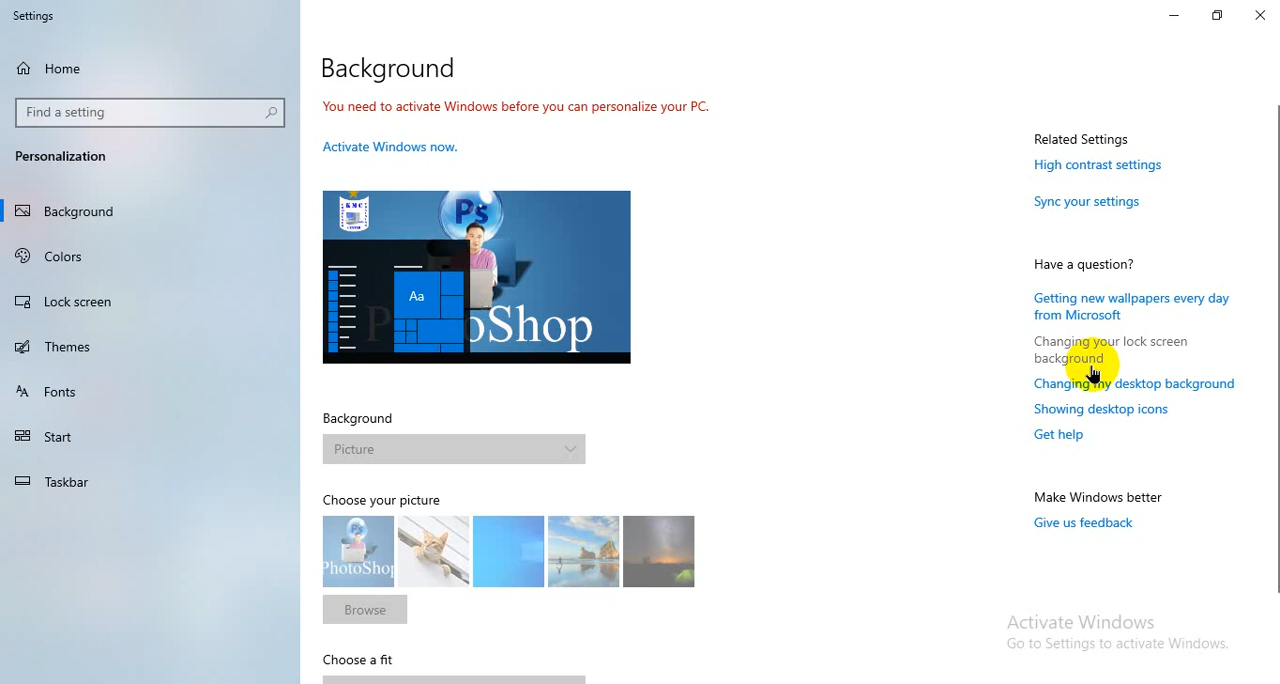 Settings
Home
Find a setting
Personalization
Background
Colors
Lock screen
Themes
Fonts
Start
Taskbar
Background
You need to activate Windows before you can personalize your PC.
Activate Windows now.
KMC
Ps
Aa
PhotoShop
Background
Picture
Choose your picture
Ps
PhotoShop
Browse
Choose a fit
Related Settings
High contrast settings
Sync your settings
Have a question?
Getting new wallpapers every day
from Microsoft
Changing your lock screen
background
Changing my desktop background
Showing desktop icons
Get help
Make Windows better
Give us feedback
Activate Windows
Go to Settings to activate Windows.